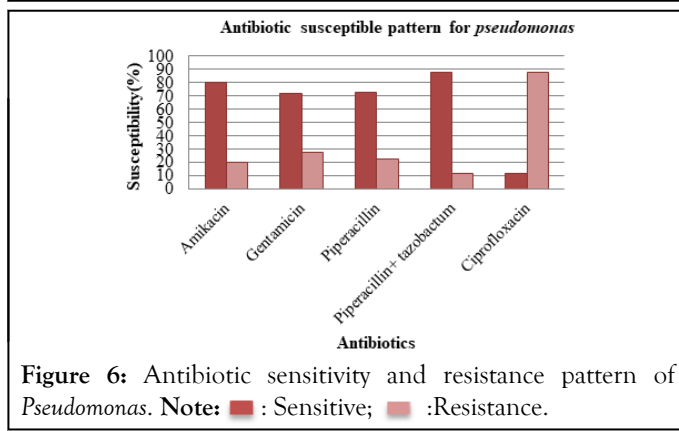 Antibiotic susceptible pattern for pseudomonas
Susceptibility(%)
100
90
80
70
60
50
40
30
20
10
0
Amikacin
Gentamicin
Piperacillin
Piperacillin+ tazobactum
Ciprofloxacin
Antibiotics
Figure 6: Antibiotic sensitivity and resistance pattern of
Pseudomonas. Note: : Sensitive; :Resistance.